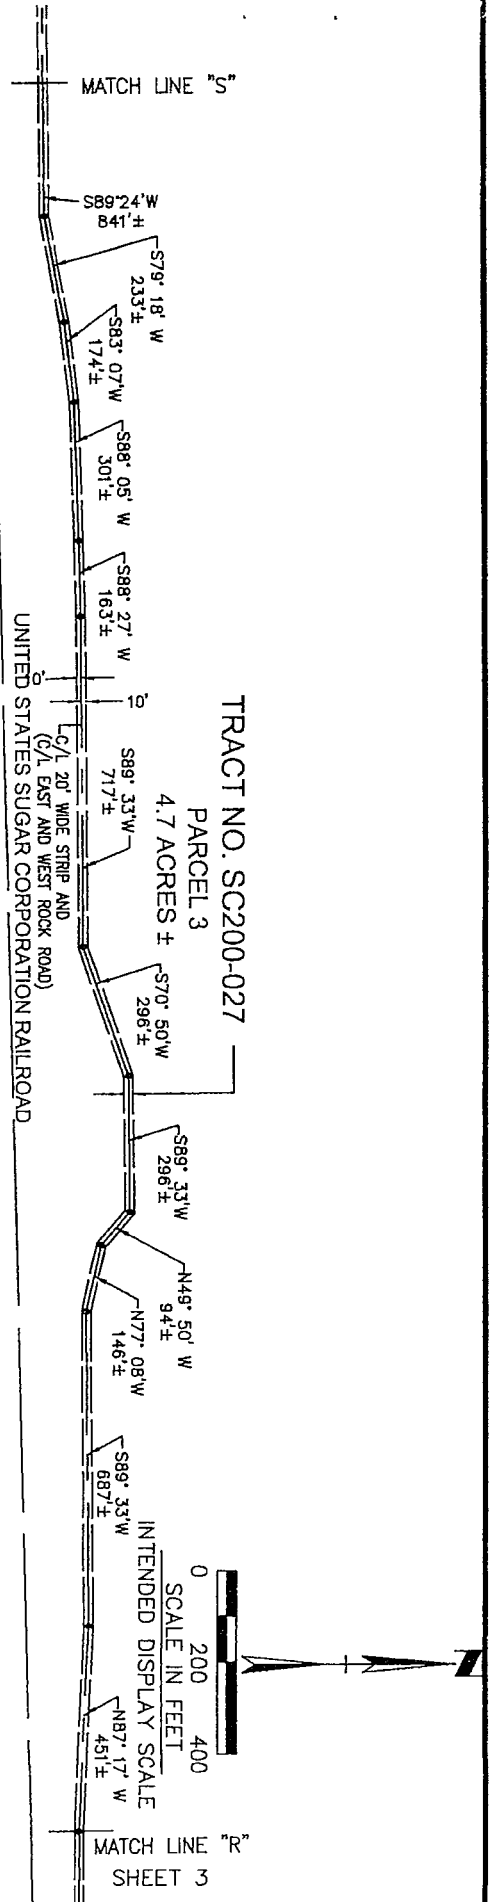 MATCH LINE "S"
S89°24'W
841'±
S79° 18' W
233'±
S83° 07'W
174'±
S88° 05' W
301'±
S88° 27' W
163'±
0'
10'
C/L 20' WIDE STRIP AND
(C/L EAST AND WEST ROCK ROAD)
UNITED STATES SUGAR CORPORATION RAILROAD
S89° 33'W
717'±
TRACT NO. SC200-027
PARCEL 3
4.7 ACRES ±
S70° 50'W
296'±
S89° 33'W
296'±
N49° 50' W
94'±
N77° 08'W
146'±
S89° 33'W
687'±
0 200 400
SCALE IN FEET
INTENDED DISPLAY SCALE
N87° 17' W
451'±
MATCH LINE "R"
SHEET 3